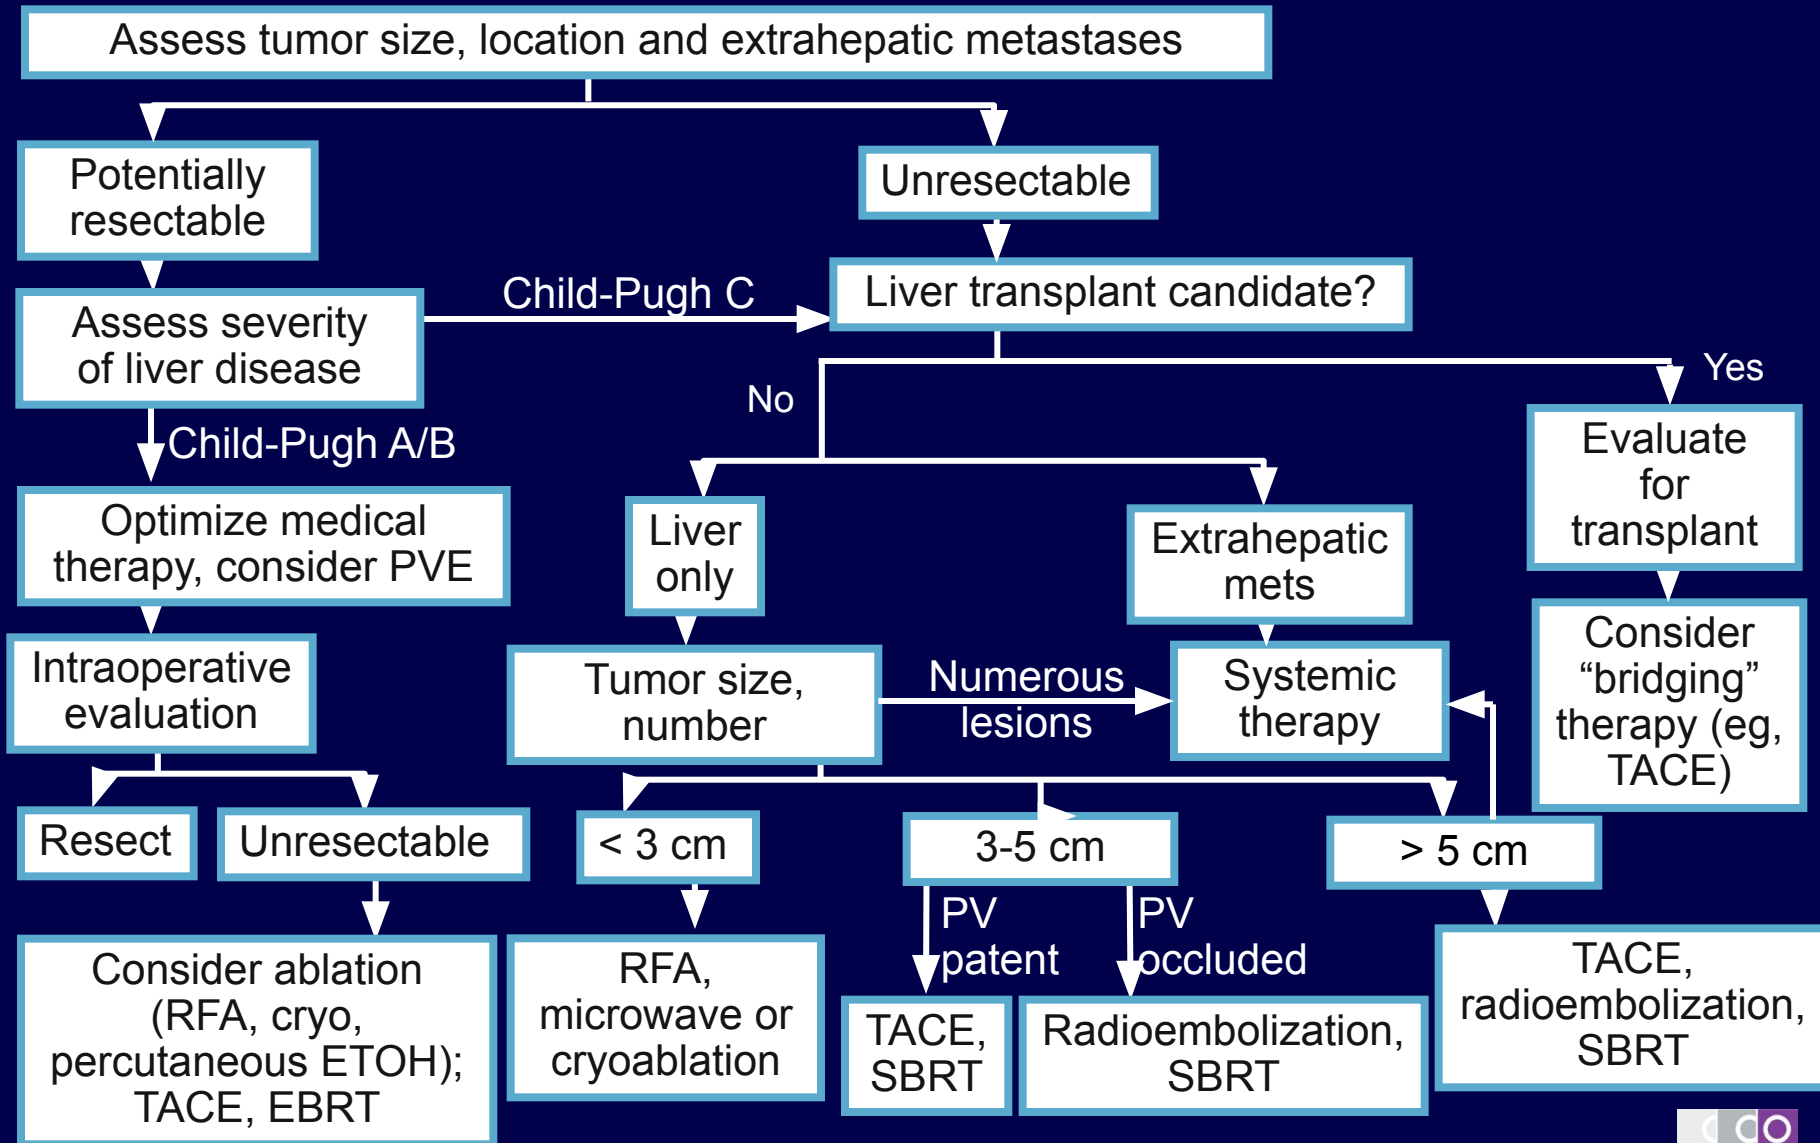 Assess tumor size, location and extrahepatic metastases
Potentially
resectable
Unresectable
Assess severity
of liver disease
Child-Pugh C
Liver transplant candidate?
Child-Pugh A/B
No
Yes
Optimize medical
therapy, consider PVE
Liver
only
Extrahepatic
mets
Evaluate
for
transplant
Intraoperative
evaluation
Tumor size,
number
Numerous
lesions
Systemic
therapy
Consider
“bridging”
therapy (eg,
TACE)
Resect
Unresectable
< 3 cm
3-5 cm
> 5 cm
PV
patent
PV
occluded
Consider ablation
(RFA, cryo,
percutaneous ETOH);
TACE, EBRT
RFA,
microwave or
cryoablation
TACE,
SBRT
Radioembolization,
SBRT
TACE,
radioembolization,
SBRT